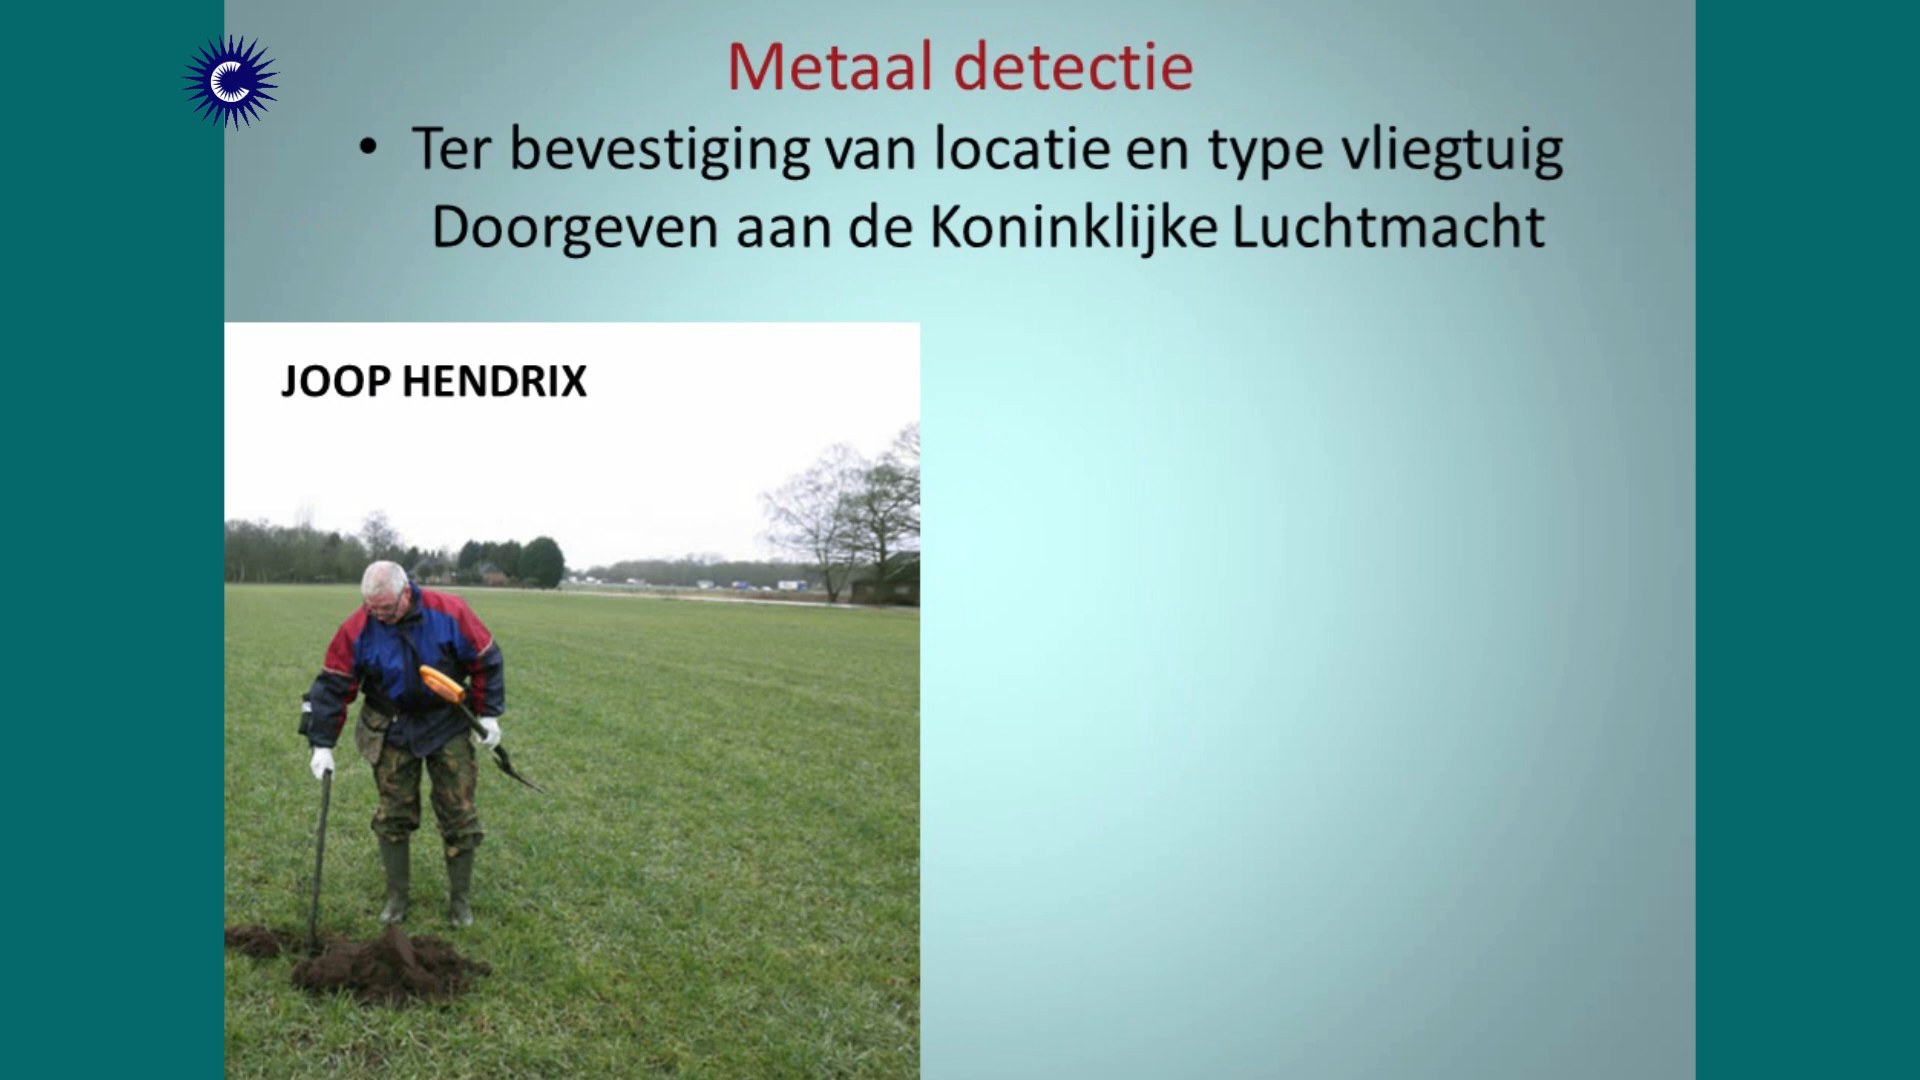 Metaal detectie
• Ter bevestiging van locatie en type vliegtuig
Doorgeven aan de Koninklijke Luchtmacht
JOOP HENDRIX